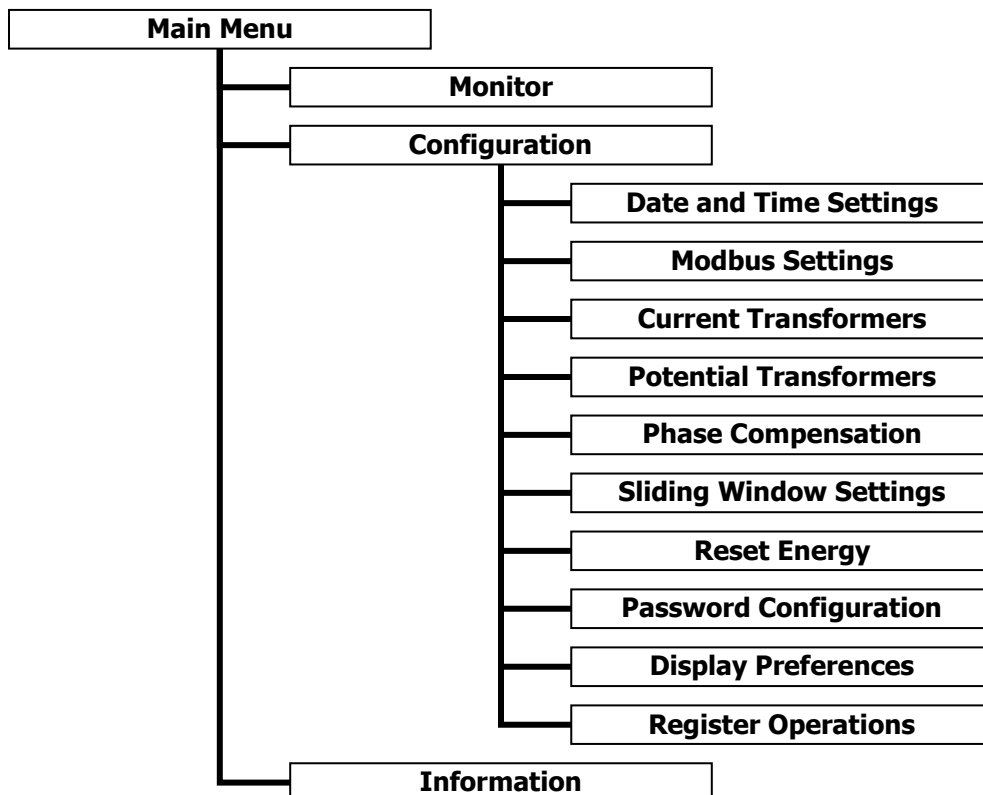 Main Menu
Monitor
Configuration
Date and Time Settings
Modbus Settings
Current Transformers
Potential Transformers
Phase Compensation
Sliding Window Settings
Reset Energy
Password Configuration
Display Preferences
Register Operations
Information